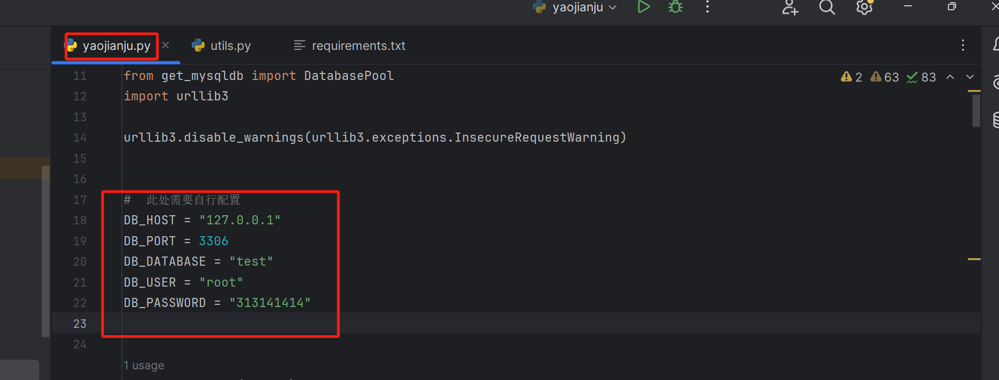 yaojianju
yaojianju.py
utils.py
requirements.txt
2 63 83
11 from get_mysqldb import DatabasePool
12 import urllib3
13
14 urllib3.disable_warnings(urllib3.exceptions.InsecureRequestWarning)
15
16
17 # 此处需要自行配置
18 DB_HOST = "127.0.0.1"
19 DB_PORT = 3306
20 DB_DATABASE = "test"
21 DB_USER = "root"
22 DB_PASSWORD = "313141414"
23
24
1 usage